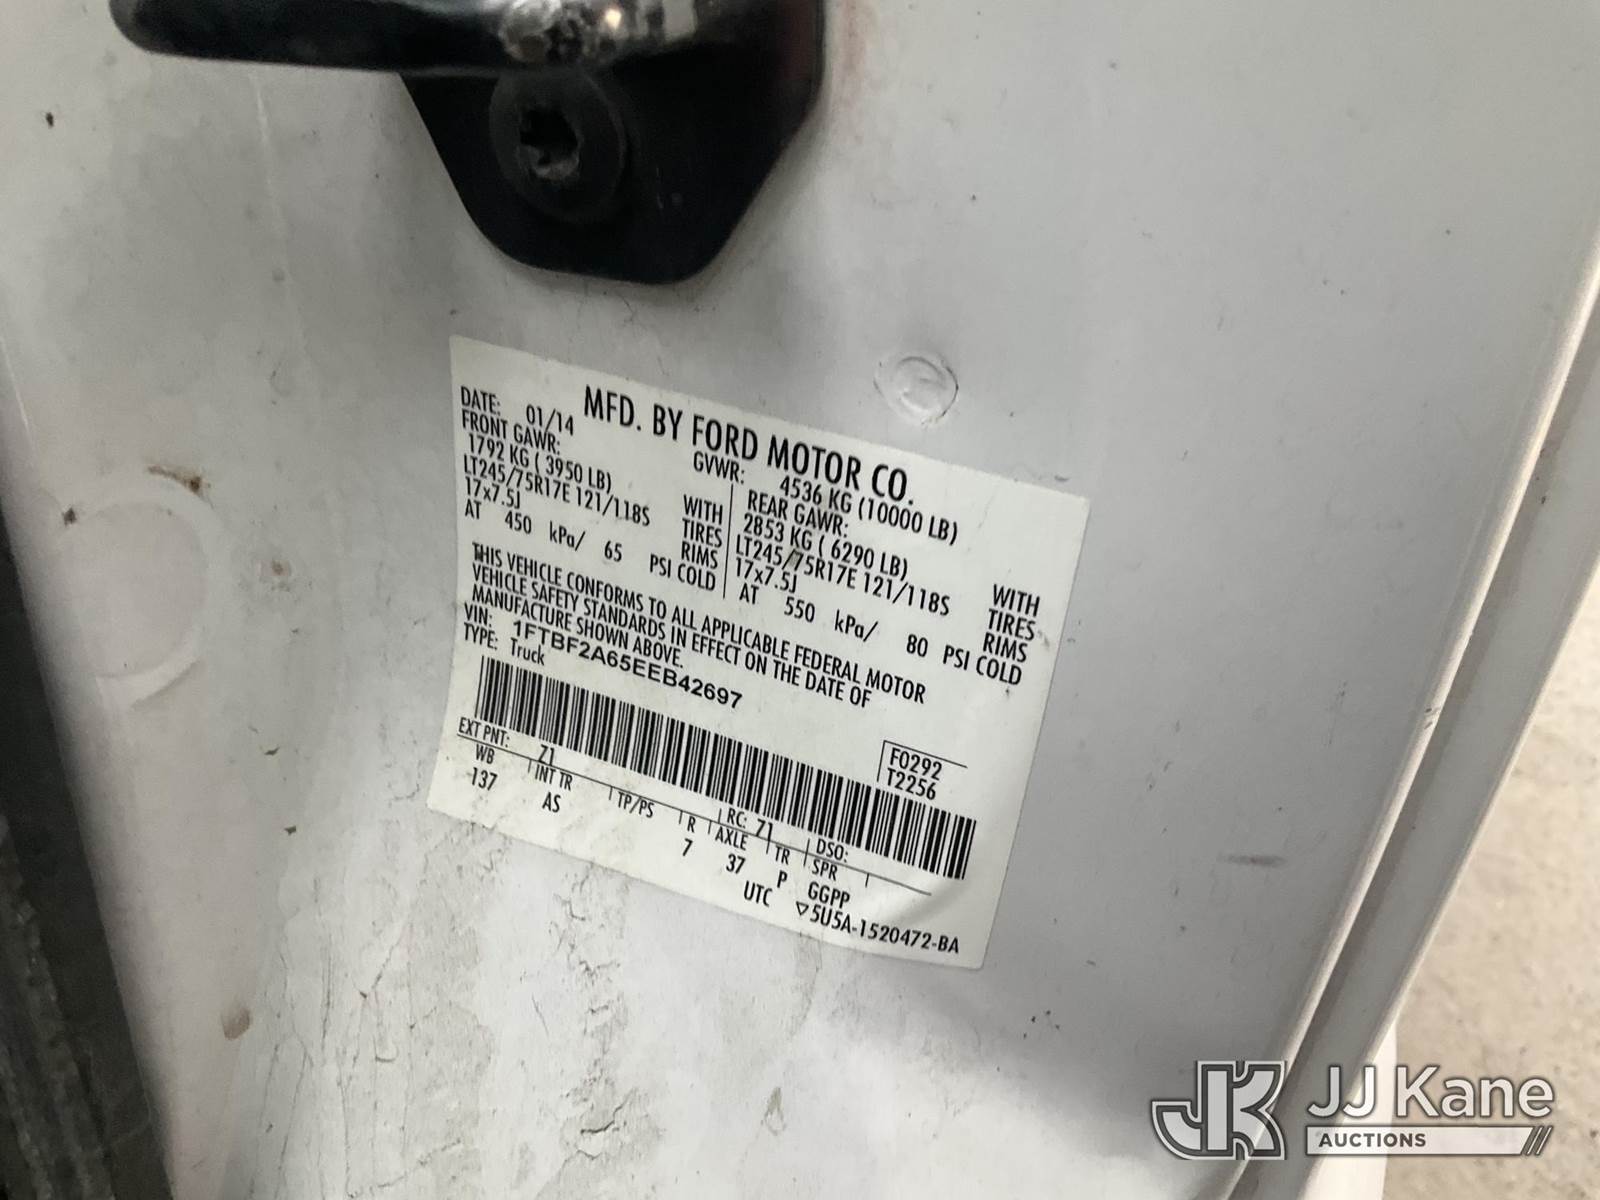 MFD. BY FORD MOTOR CO.
DATE: 01/14
GVWR: 4536 KG (10000 LB)
FRONT GAWR:
1792 KG ( 3950 LB) WITH
LT245/75R17E 121/118S TIRES
17x7.5J RIMS
AT 450 kPa/ 65 PSI COLD
REAR GAWR:
2853 KG ( 6290 LB) WITH
LT245/75R17E 121/118S TIRES
17x7.5J RIMS
AT 550 kPa/ 80 PSI COLD
THIS VEHICLE CONFORMS TO ALL APPLICABLE FEDERAL MOTOR
VEHICLE SAFETY STANDARDS IN EFFECT ON THE DATE OF
MANUFACTURE SHOWN ABOVE.
VIN: 1FTBF2A65EEB42697
TYPE: Truck
F0292
T2256
EXT PNT: Z1 RC: 71 DSO:
WB INT TR TP/PS R AXLE TR SPR
137 AS 7 37 P GGPP
UTC ▽5U5A-1520472-BA
JJ Kane
AUCTIONS